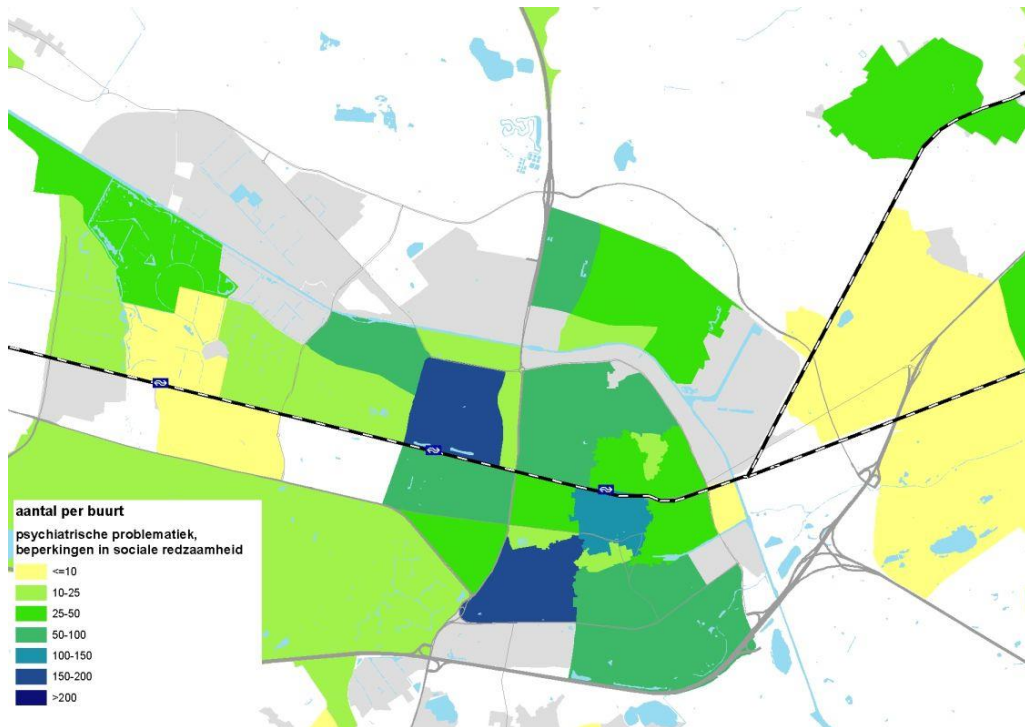 aantal per buurt
psychiatrische problematiek,
beperkingen in sociale redzaamheid
<=10
10-25
25-50
50-100
100-150
150-200
>200